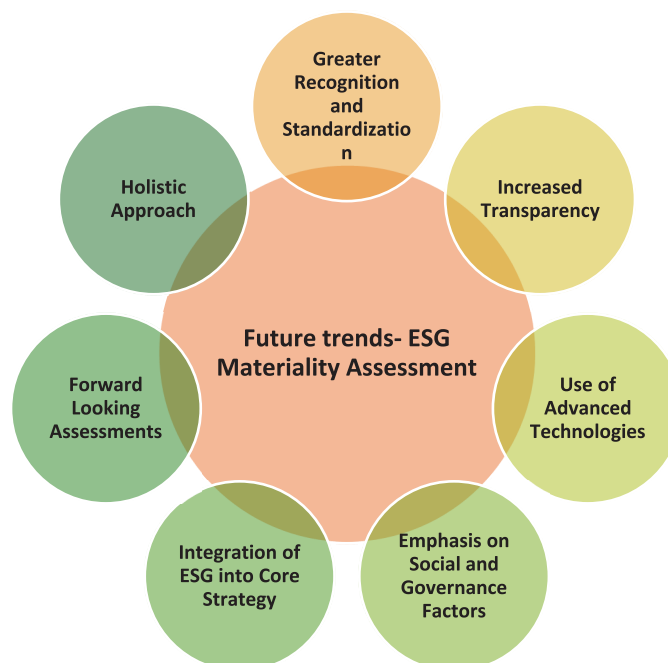 Greater
Recognition
and
Standardizatio
n
Increased
Transparency
Use of
Advanced
Technologies
Emphasis on
Social and
Governance
Factors
Integration of
ESG into Core
Strategy
Forward
Looking
Assessments
Holistic
Approach
Future trends- ESG
Materiality Assessment